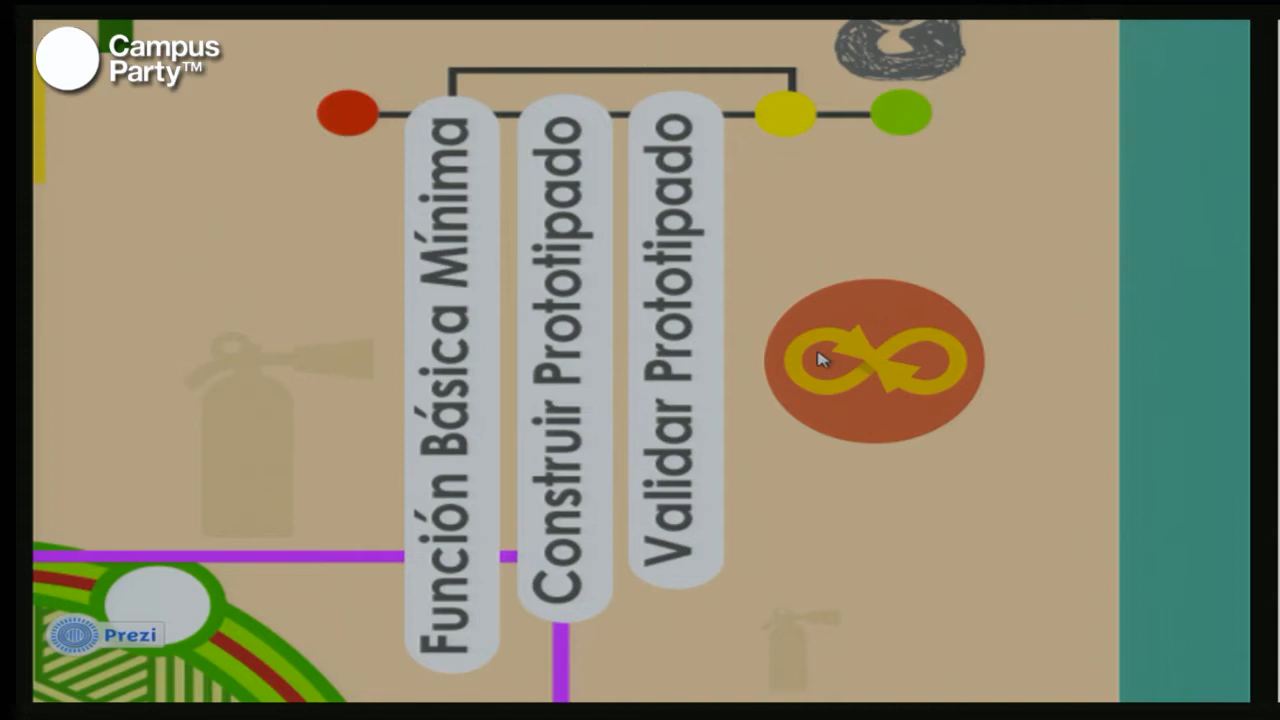 Campus
Party™
Función Básica Mínima
Construir Prototipado
Validar Prototipado
Prezi